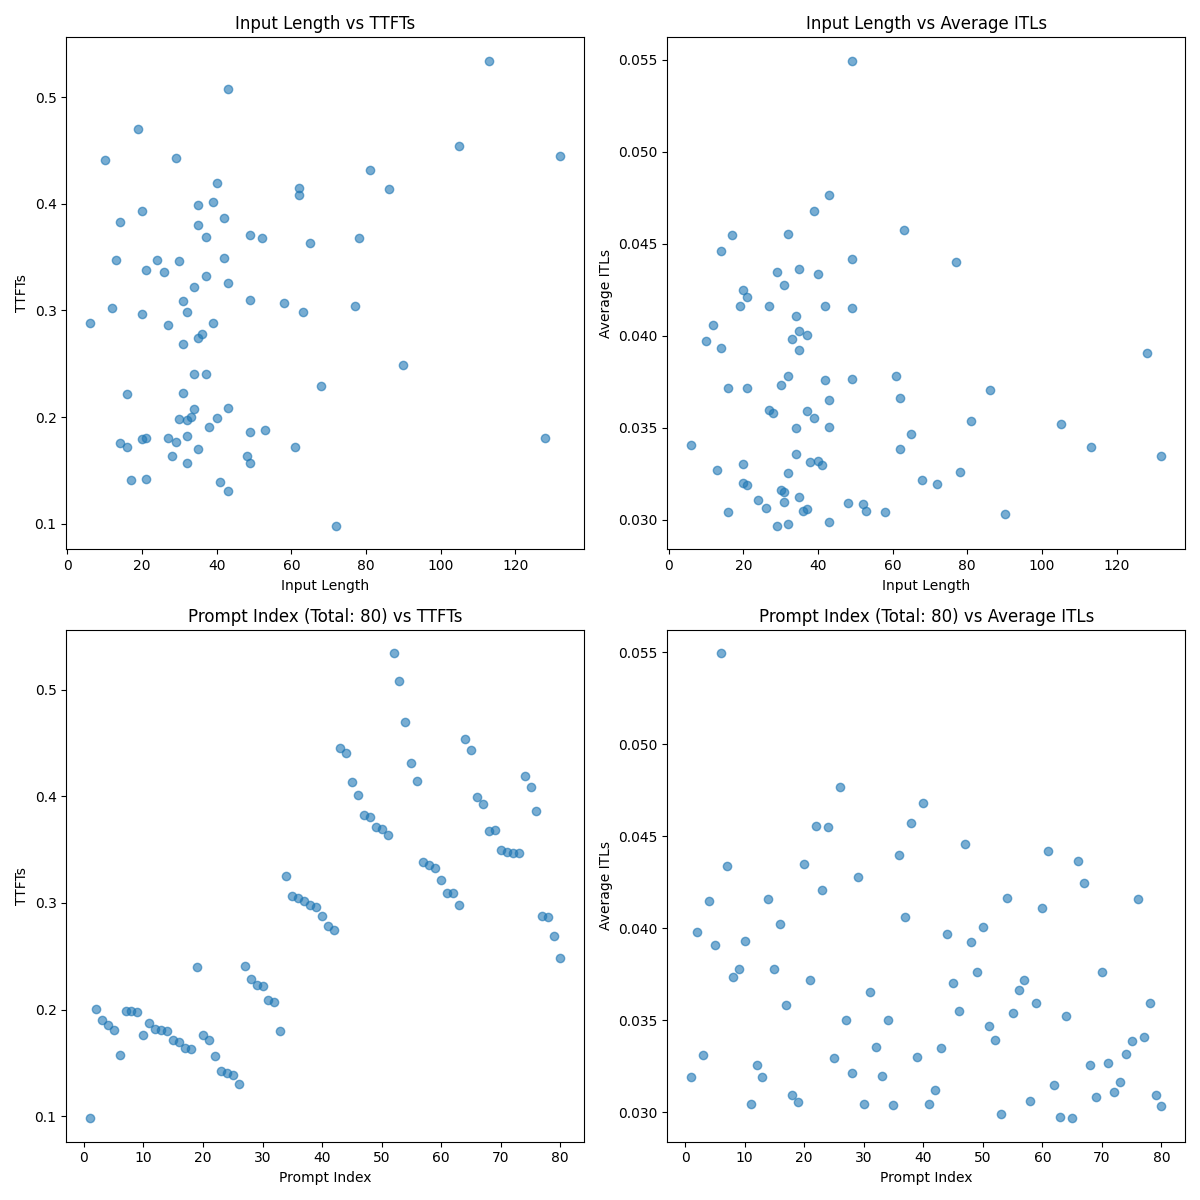 Input Length vs TTFTs
0.5
0.4
0.3
0.2
0.1
TTFTs
0 20 40 60 80 100 120
Input Length
Input Length vs Average ITLs
0.055
0.050
0.045
0.040
0.035
0.030
Average ITLs
0 20 40 60 80 100 120
Input Length
Prompt Index (Total: 80) vs TTFTs
0.5
0.4
0.3
0.2
0.1
TTFTs
0 10 20 30 40 50 60 70 80
Prompt Index
Prompt Index (Total: 80) vs Average ITLs
0.055
0.050
0.045
0.040
0.035
0.030
Average ITLs
0 10 20 30 40 50 60 70 80
Prompt Index